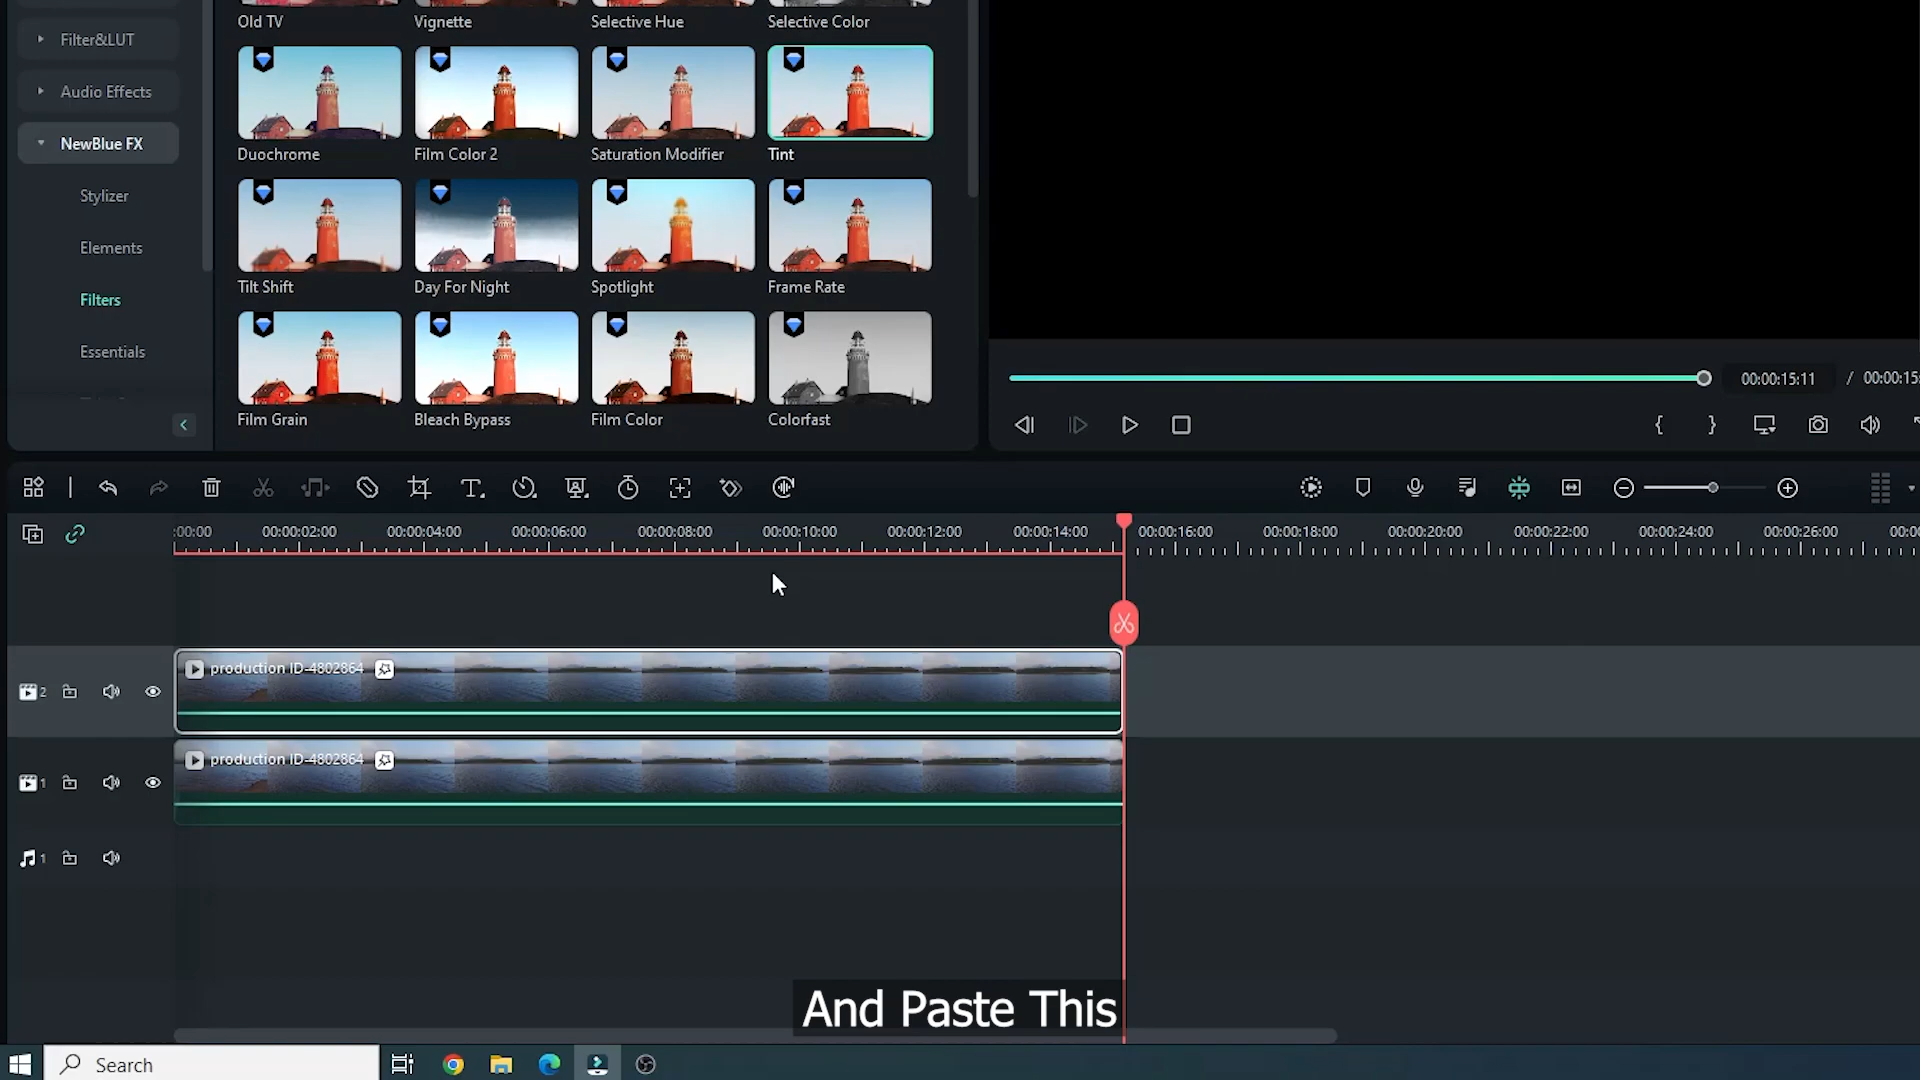 Old TV
Vignette
Selective Hue
Selective Color
Filter&LUT
Audio Effects
NewBlue FX
Stylizer
Elements
Filters
Essentials
Duochrome
Film Color 2
Saturation Modifier
Tint
Tilt Shift
Day For Night
Spotlight
Frame Rate
Film Grain
Bleach Bypass
Film Color
Colorfast
00:00:15:11 / 00:00:15:
:00:00 00:00:02:00 00:00:04:00 00:00:06:00 00:00:08:00 00:00:10:00 00:00:12:00 00:00:14:00 00:00:16:00 00:00:18:00 00:00:20:00 00:00:22:00 00:00:24:00 00:00:26:00 00:0
2
production ID-4802864
1
production ID-4802864
1
And Paste This
Search